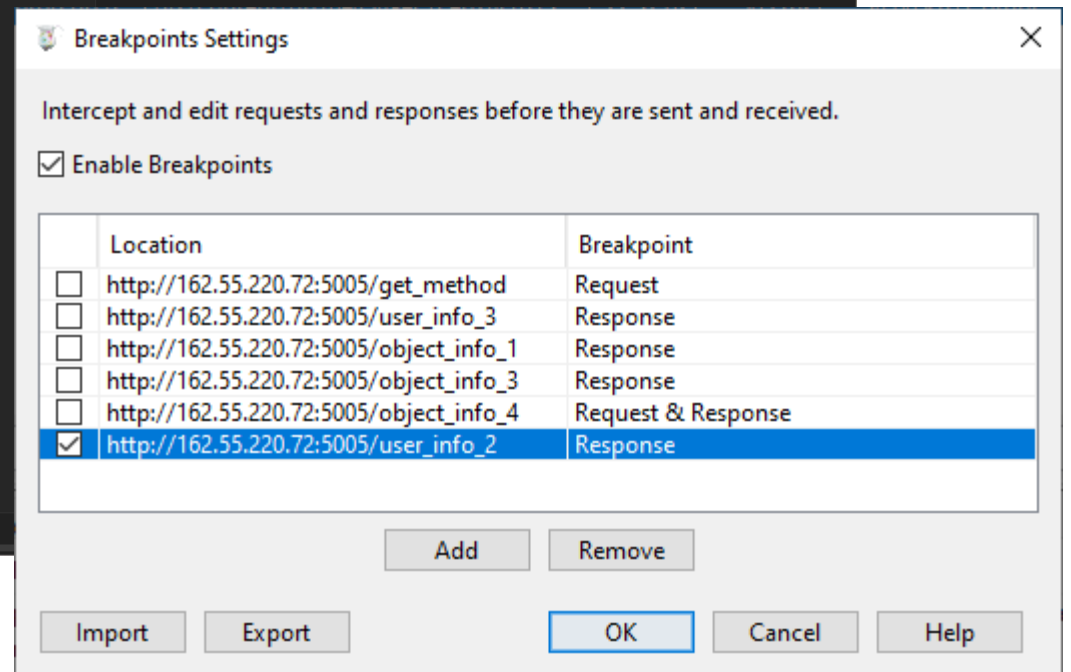 Breakpoints Settings
Intercept and edit requests and responses before they are sent and received.
Enable Breakpoints
Location Breakpoint
http://162.55.220.72:5005/get_method Request
http://162.55.220.72:5005/user_info_3 Response
http://162.55.220.72:5005/object_info_1 Response
http://162.55.220.72:5005/object_info_3 Response
http://162.55.220.72:5005/object_info_4 Request & Response
http://162.55.220.72:5005/user_info_2 Response
Add Remove
Import Export OK Cancel Help